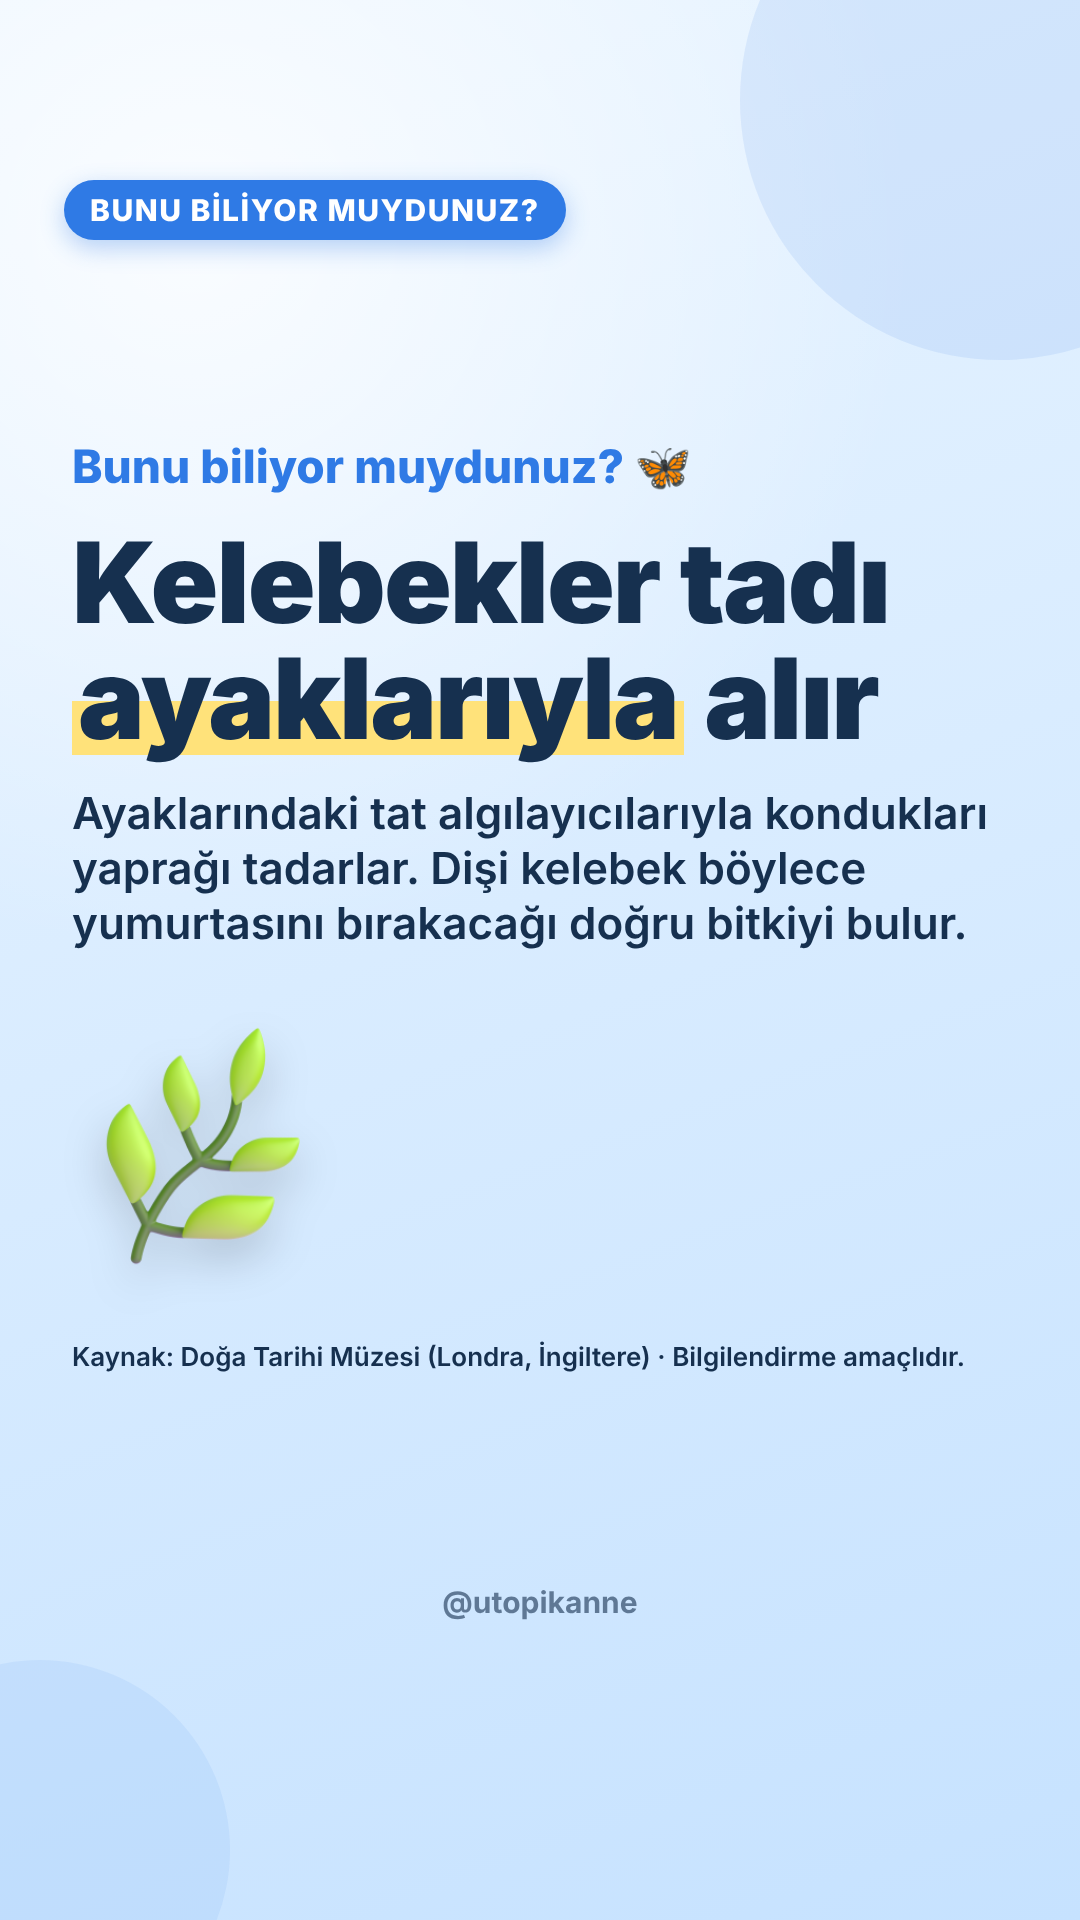 BUNU BİLİYOR MUYDUNUZ?
Bunu biliyor muydunuz? 🦋
Kelebekler tadı
ayaklarıyla alır
Ayaklarındaki tat algılayıcılarıyla kondukları
yaprağı tadarlar. Dişi kelebek böylece
yumurtasını bırakacağı doğru bitkiyi bulur.
Kaynak: Doğa Tarihi Müzesi (Londra, İngiltere) · Bilgilendirme amaçlıdır.
@utopikanne